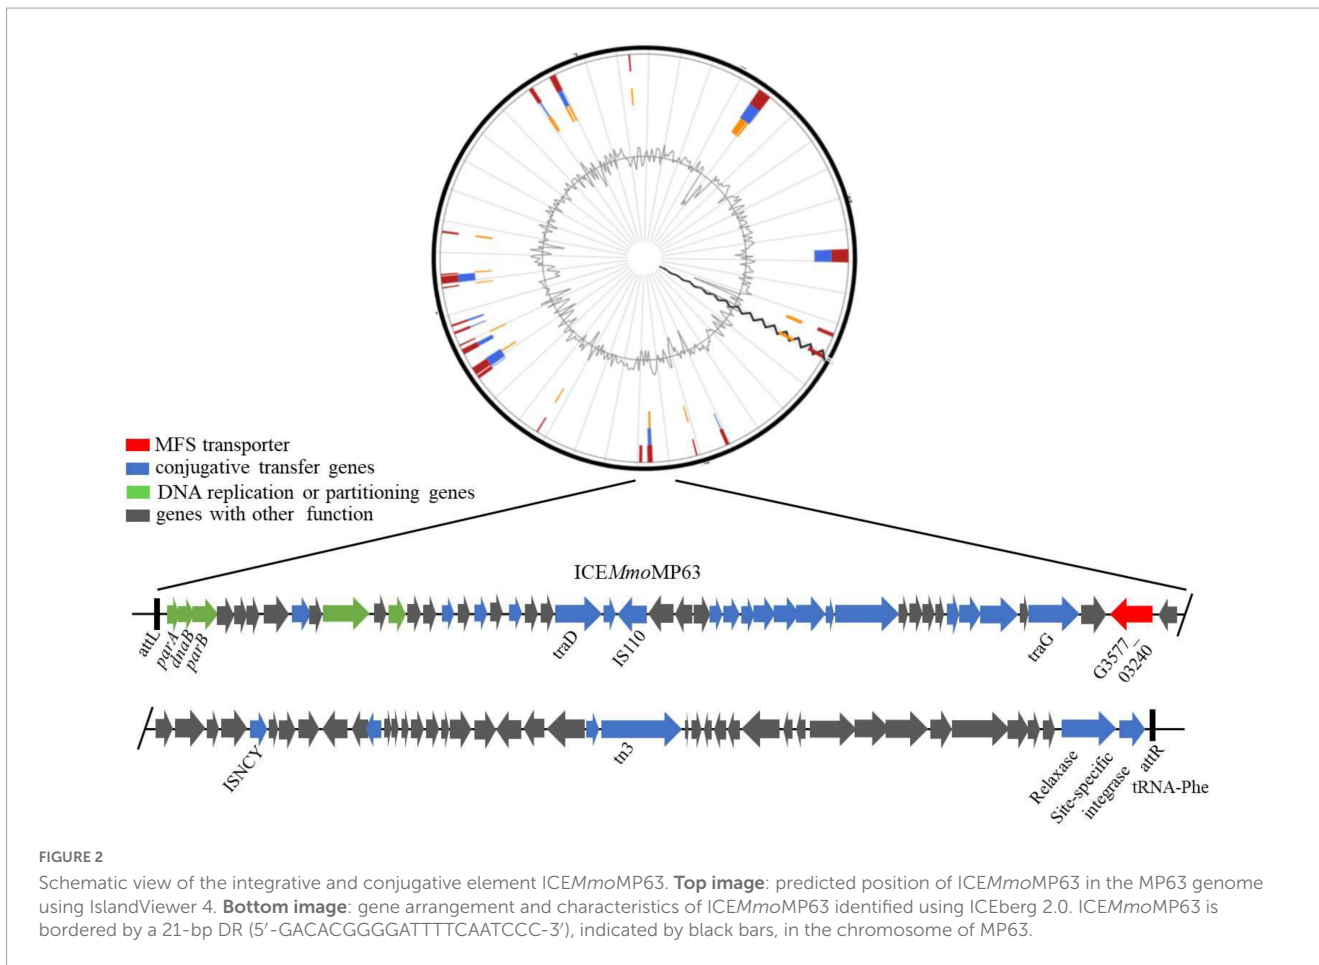 MFS transporter
conjugative transfer genes
DNA replication or partitioning genes
genes with other function
ICEMmoMP63
attL
parA
dnaB
parB
traD
IS110
traG
G3577_
03240
ISNCY
tn3
Relaxase
Site-specific
integrase
attR
tRNA-Phe
FIGURE 2
Schematic view of the integrative and conjugative element ICEMmoMP63. Top image: predicted position of ICEMmoMP63 in the MP63 genome
using IslandViewer 4. Bottom image: gene arrangement and characteristics of ICEMmoMP63 identified using ICEberg 2.0. ICEMmoMP63 is
bordered by a 21-bp DR (5′-GACACGGGGATTTTCAATCCC-3′), indicated by black bars, in the chromosome of MP63.